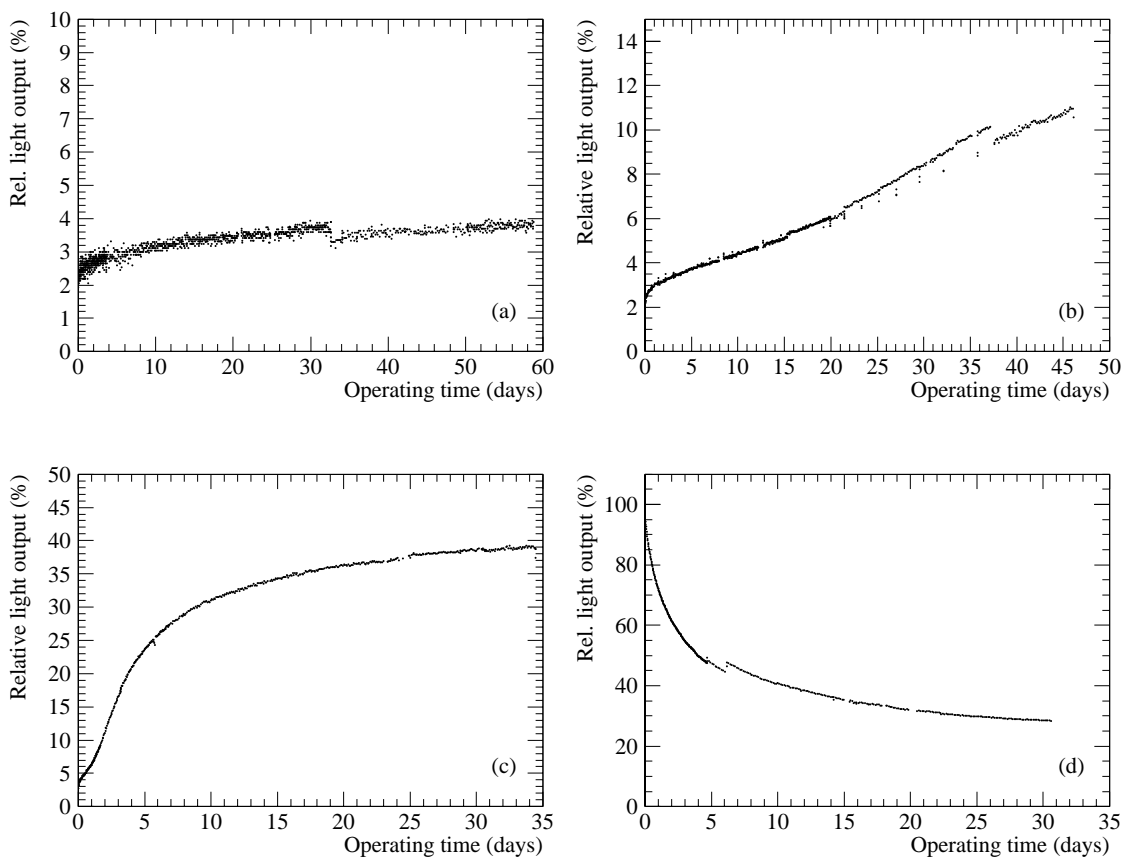 Rel. light output (%)
10
9
8
7
6
5
4
3
2
1
0
(a)
0 10 20 30 40 50 60
Operating time (days)
Relative light output (%)
14
12
10
8
6
4
2
0
(b)
0 5 10 15 20 25 30 35 40 45 50
Operating time (days)
Relative light output (%)
50
45
40
35
30
25
20
15
10
5
0
(c)
0 5 10 15 20 25 30 35
Operating time (days)
Rel. light output (%)
100
80
60
40
20
0
(d)
0 5 10 15 20 25 30 35
Operating time (days)